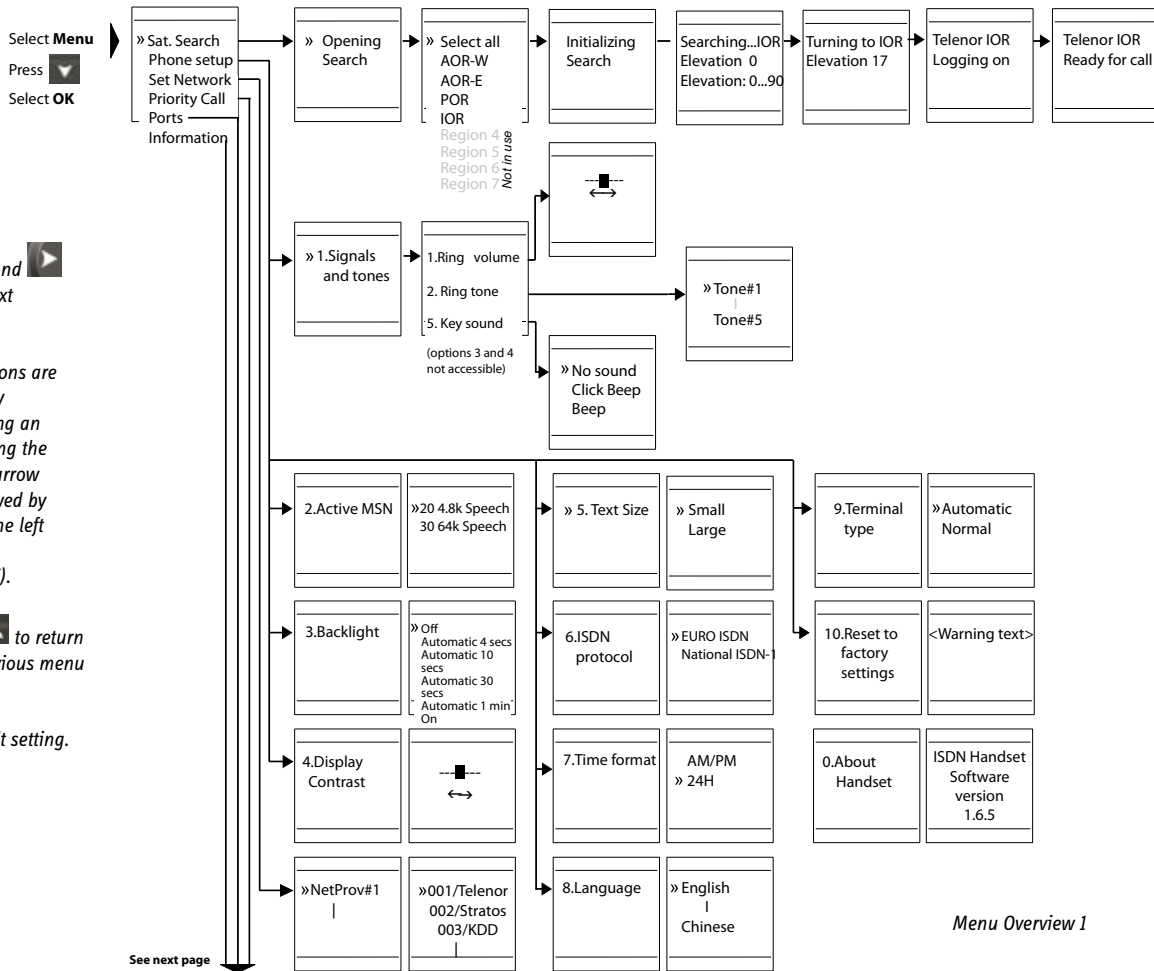 Select Menu
Press
Select OK
» Sat. Search
Phone setup
Set Network
Priority Call
Ports
Information
» Opening
Search
» Select all
AOR-W
AOR-E
POR
IOR
Region 4
Region 5
Region 6
Region 7
Not in use
Initializing
Search
Searching...IOR
Elevation 0
Elevation: 0...90
Turning to IOR
Elevation 17
Telenor IOR
Logging on
Telenor IOR
Ready for call
nd
xt
ons are
y
ng an
ng the
arrow
ved by
he left
).
to return
vious menu
lt setting.
» 1.Signals
and tones
1.Ring volume
2. Ring tone
5. Key sound
(options 3 and 4
not accessible)
» Tone#1
Tone#5
» No sound
Click Beep
Beep
2.Active MSN
»20 4.8k Speech
30 64k Speech
» 5. Text Size
» Small
Large
9.Terminal
type
» Automatic
Normal
3.Backlight
» Off
Automatic 4 secs
Automatic 10
secs
Automatic 30
secs
Automatic 1 min
On
6.ISDN
protocol
» EURO ISDN
National ISDN-1
10.Reset to
factory
settings
<Warning text>
4.Display
Contrast
7.Time format
AM/PM
» 24H
0.About
Handset
ISDN Handset
Software
version
1.6.5
»NetProv#1
»001/Telenor
002/Stratos
003/KDD
8.Language
» English
Chinese
Menu Overview 1
See next page